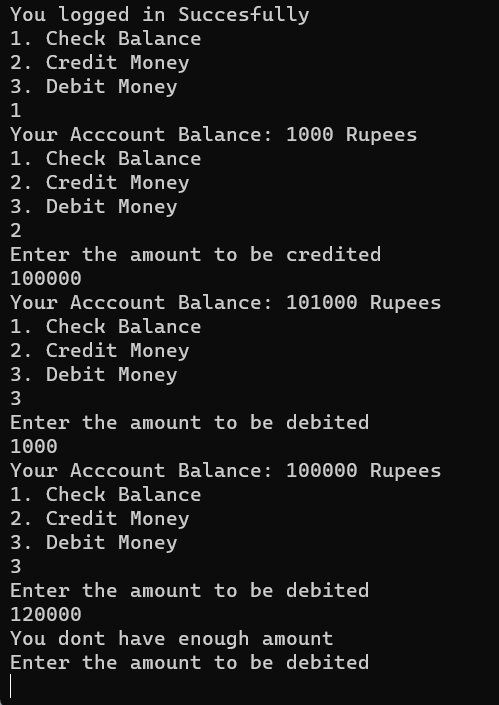 You logged in Succesfully
1. Check Balance
2. Credit Money
3. Debit Money
1
Your Acccount Balance: 1000 Rupees
1. Check Balance
2. Credit Money
3. Debit Money
2
Enter the amount to be credited
100000
Your Acccount Balance: 101000 Rupees
1. Check Balance
2. Credit Money
3. Debit Money
3
Enter the amount to be debited
1000
Your Acccount Balance: 100000 Rupees
1. Check Balance
2. Credit Money
3. Debit Money
3
Enter the amount to be debited
120000
You dont have enough amount
Enter the amount to be debited